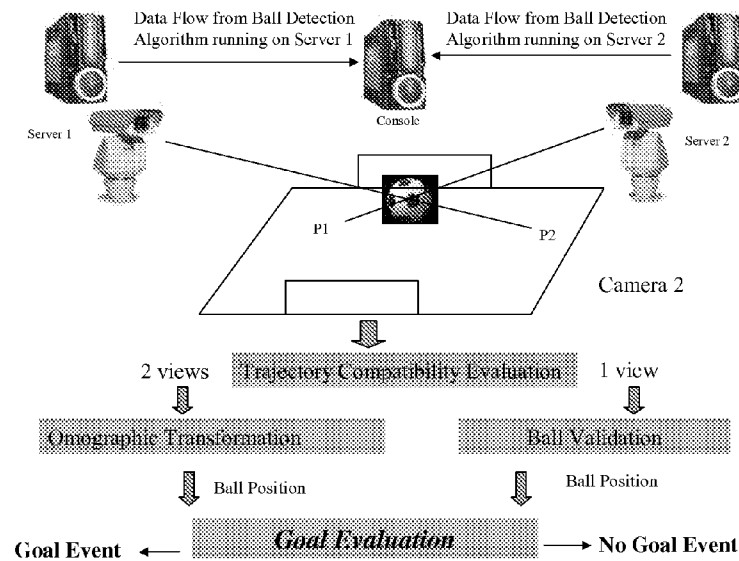 Data Flow from Ball Detection
Algorithm running on Server 1
Data Flow from Ball Detection
Algorithm running on Server 2
Console
Server 1
Server 2
P1
P2
Camera 2
2 views
Trajectory Compatibility Evaluation
1 view
Omographic Transformation
Ball Validation
Ball Position
Ball Position
Goal Event
Goal Evaluation
No Goal Event